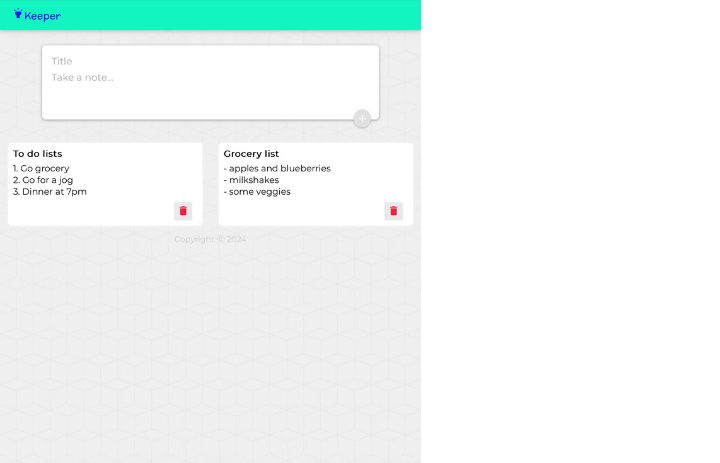 Keeper
Title
Take a note...
To do lists
1. Go grocery
2. Go for a jog
3. Dinner at 7pm
Grocery list
- apples and blueberries
- milkshakes
- some veggies
Copyright © 2024